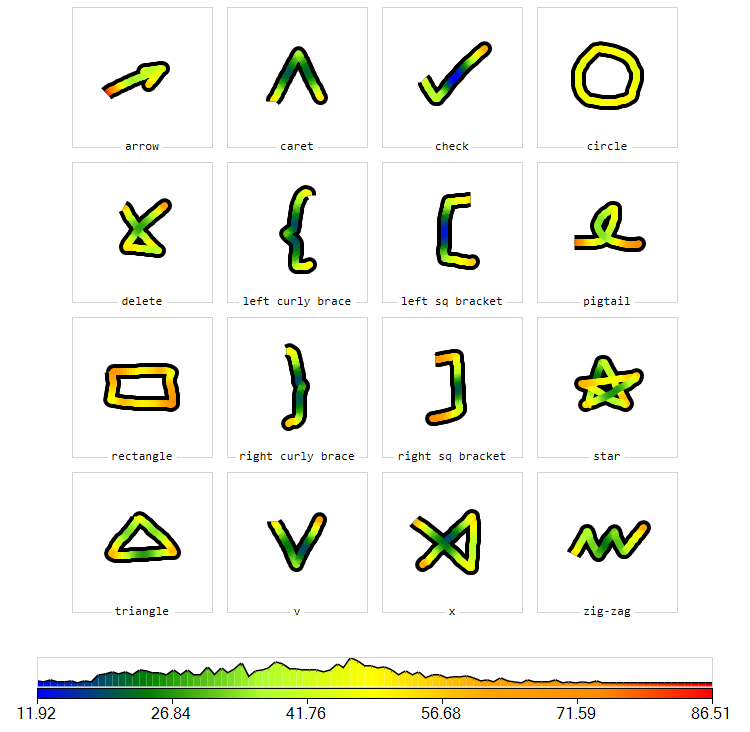 arrow caret check circle
delete left curly brace left sq bracket pigtail
rectangle right curly brace right sq bracket star
triangle v x zig-zag
11.92 26.84 41.76 56.68 71.59 86.51